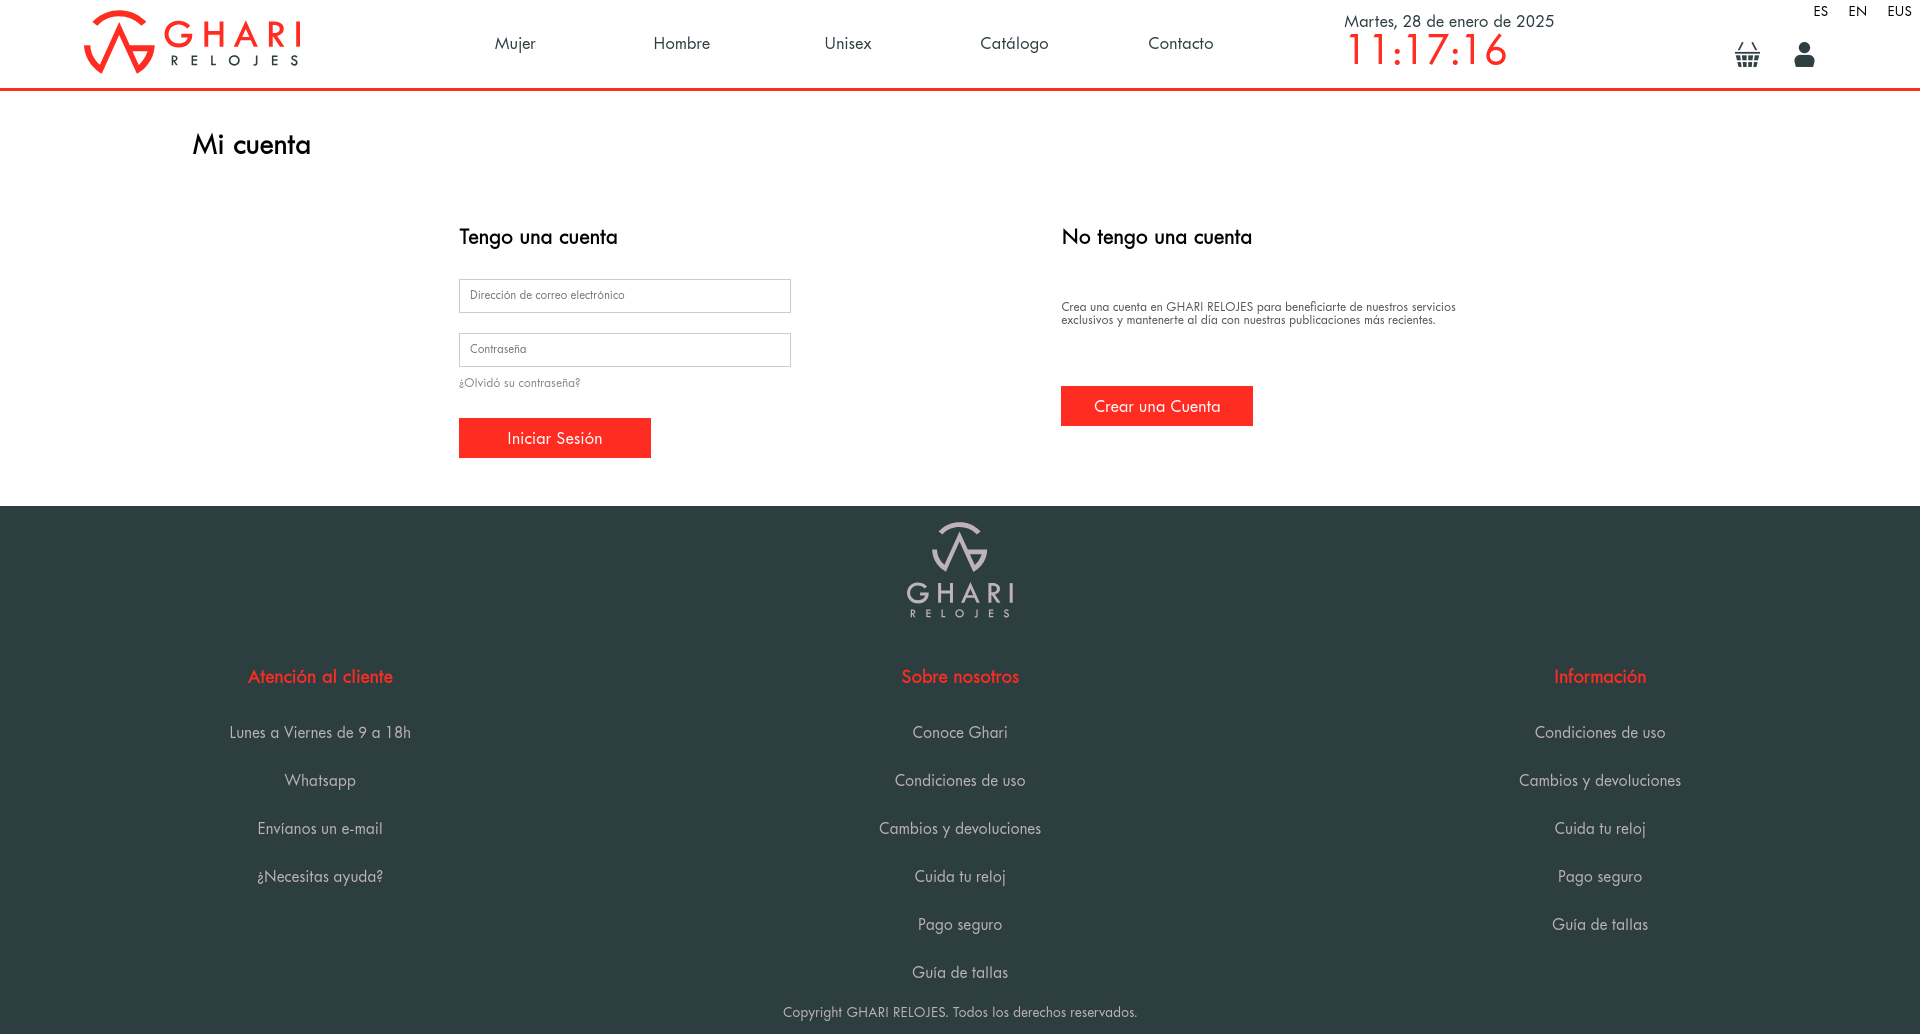 ES EN EUS
GHARI
RELOJES
Mujer Hombre Unisex Catálogo Contacto
Martes, 28 de enero de 2025
11:17:16
Mi cuenta
Tengo una cuenta
Dirección de correo electrónico
Contraseña
¿Olvidó su contraseña?
Iniciar Sesión
No tengo una cuenta
Crea una cuenta en GHARI RELOJES para beneficiarte de nuestros servicios
exclusivos y mantenerte al día con nuestras publicaciones más recientes.
Crear una Cuenta
GHARI
RELOJES
Atención al cliente
Lunes a Viernes de 9 a 18h
Whatsapp
Envíanos un e-mail
¿Necesitas ayuda?
Sobre nosotros
Conoce Ghari
Condiciones de uso
Cambios y devoluciones
Cuida tu reloj
Pago seguro
Guía de tallas
Información
Condiciones de uso
Cambios y devoluciones
Cuida tu reloj
Pago seguro
Guía de tallas
Copyright GHARI RELOJES. Todos los derechos reservados.